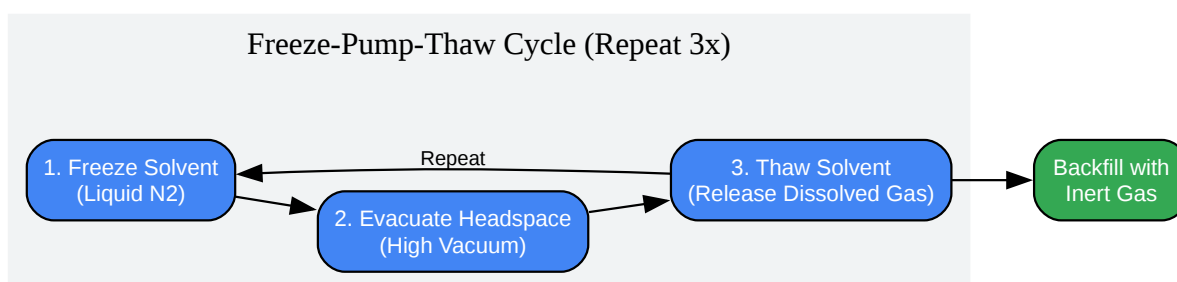 Freeze-Pump-Thaw Cycle (Repeat 3x)
1. Freeze Solvent
(Liquid N2)
Repeat
2. Evacuate Headspace
(High Vacuum)
3. Thaw Solvent
(Release Dissolved Gas)
Backfill with
Inert Gas